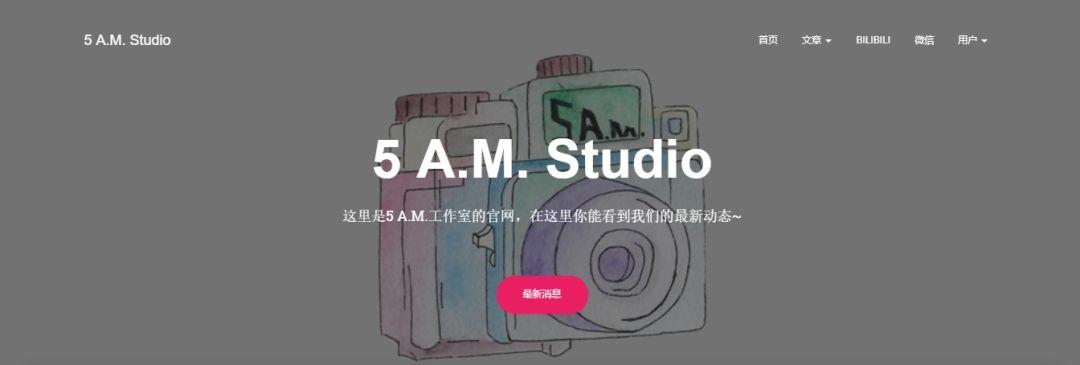 5 A.M. Studio
首页 文章 BILIBILI 微信 用户
5 A.M.
5 A.M. Studio
这里是5 A.M.工作室的官网，在这里你能看到我们的最新动态~
最新消息